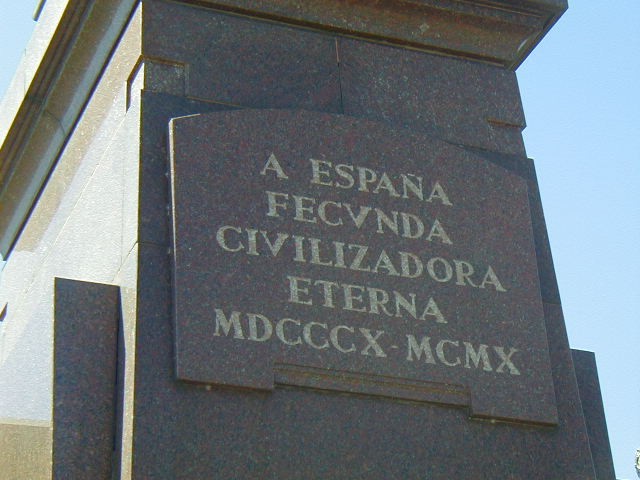 A ESPAÑA
FECVNDA
CIVILIZADORA
ETERNA
MDCCCX-MCMX